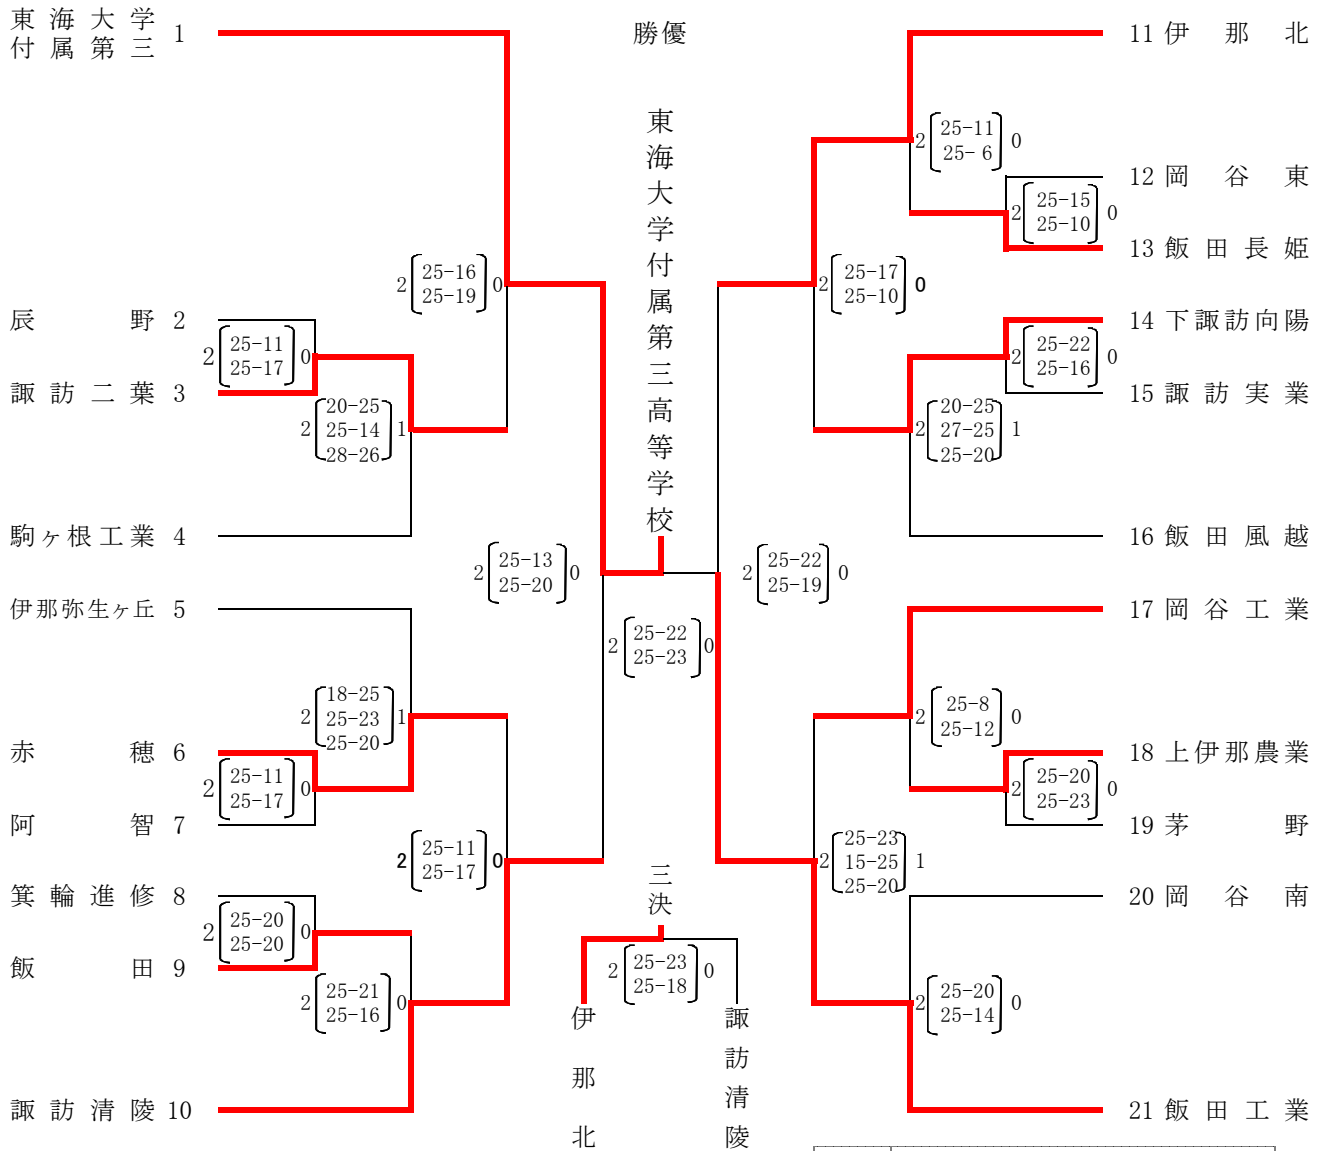 東海大学
付属第三 1
辰野 2
2 25-11 0
25-17
諏訪二葉 3
2 25-16 0
25-19
20-25
2 25-14 1
28-26
駒ヶ根工業 4
2 25-13 0
25-20
伊那弥生ヶ丘 5
18-25
2 25-23 1
25-20
赤穂 6
2 25-11 0
25-17
阿智 7
2 25-11 0
25-17
箕輪進修 8
2 25-20 0
25-20
飯田 9
2 25-21 0
25-16
諏訪清陵 10
勝優
東海大学付属第三高等学校
2 25-22 0
25-23
三決
2 25-23 0
25-18
伊那北
諏訪清陵
11 伊那北
2 25-11 0
25- 6
12 岡谷東
2 25-15 0
25-10
13 飯田長姫
2 25-17 0
25-10
14 下諏訪向陽
2 25-22 0
25-16
15 諏訪実業
20-25
2 27-25 1
25-20
16 飯田風越
2 25-22 0
25-19
17 岡谷工業
2 25-8 0
25-12
18 上伊那農業
2 25-20 0
25-23
19 茅野
25-23
2 15-25 1
25-20
20 岡谷南
2 25-20 0
25-14
21 飯田工業